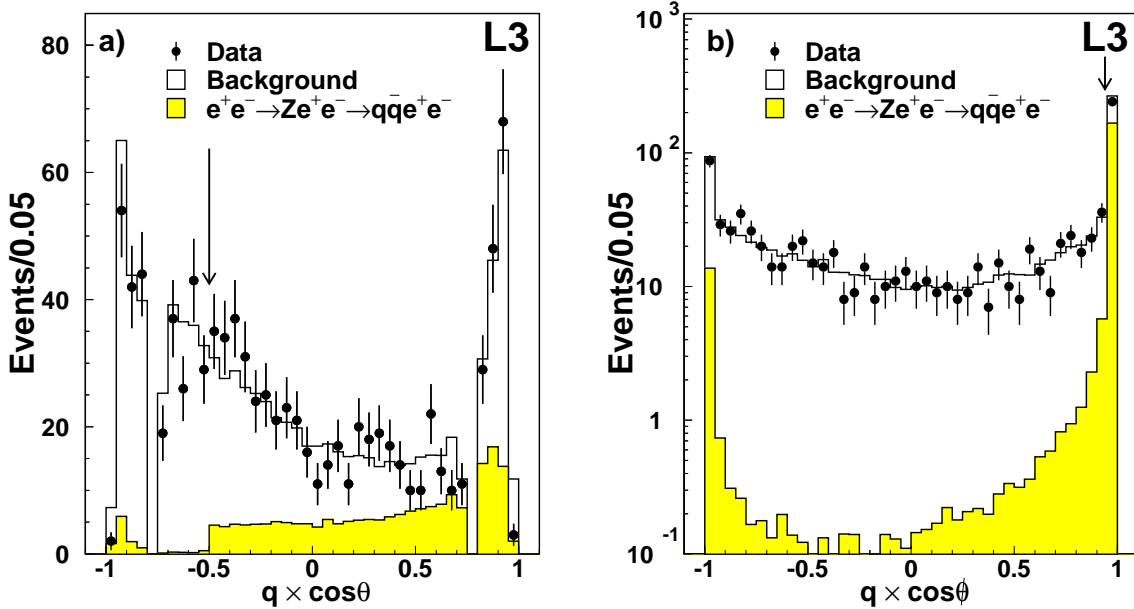 a)
L3
Data
Background
e⁺e⁻→Ze⁺e⁻→qq̄e⁺e⁻
Events/0.05
80
60
40
20
0
-1 -0.5 0 0.5 1
q × cosθ
b)
L3
Data
Background
e⁺e⁻→Ze⁺e⁻→qq̄e⁺e⁻
Events/0.05
10³
10²
10
1
10⁻¹
-1 -0.5 0 0.5 1
q × cosϕ